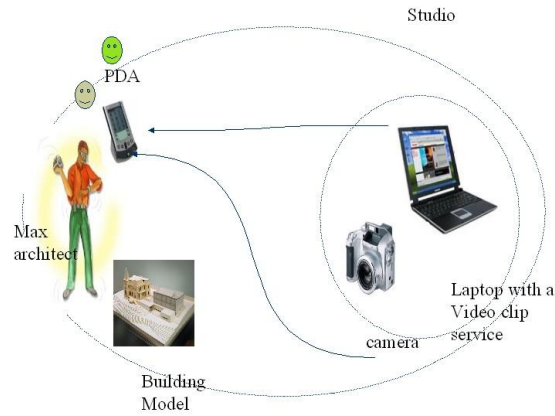 Studio
PDA
Max
architect
Laptop with a
Video clip
service
camera
Building
Model